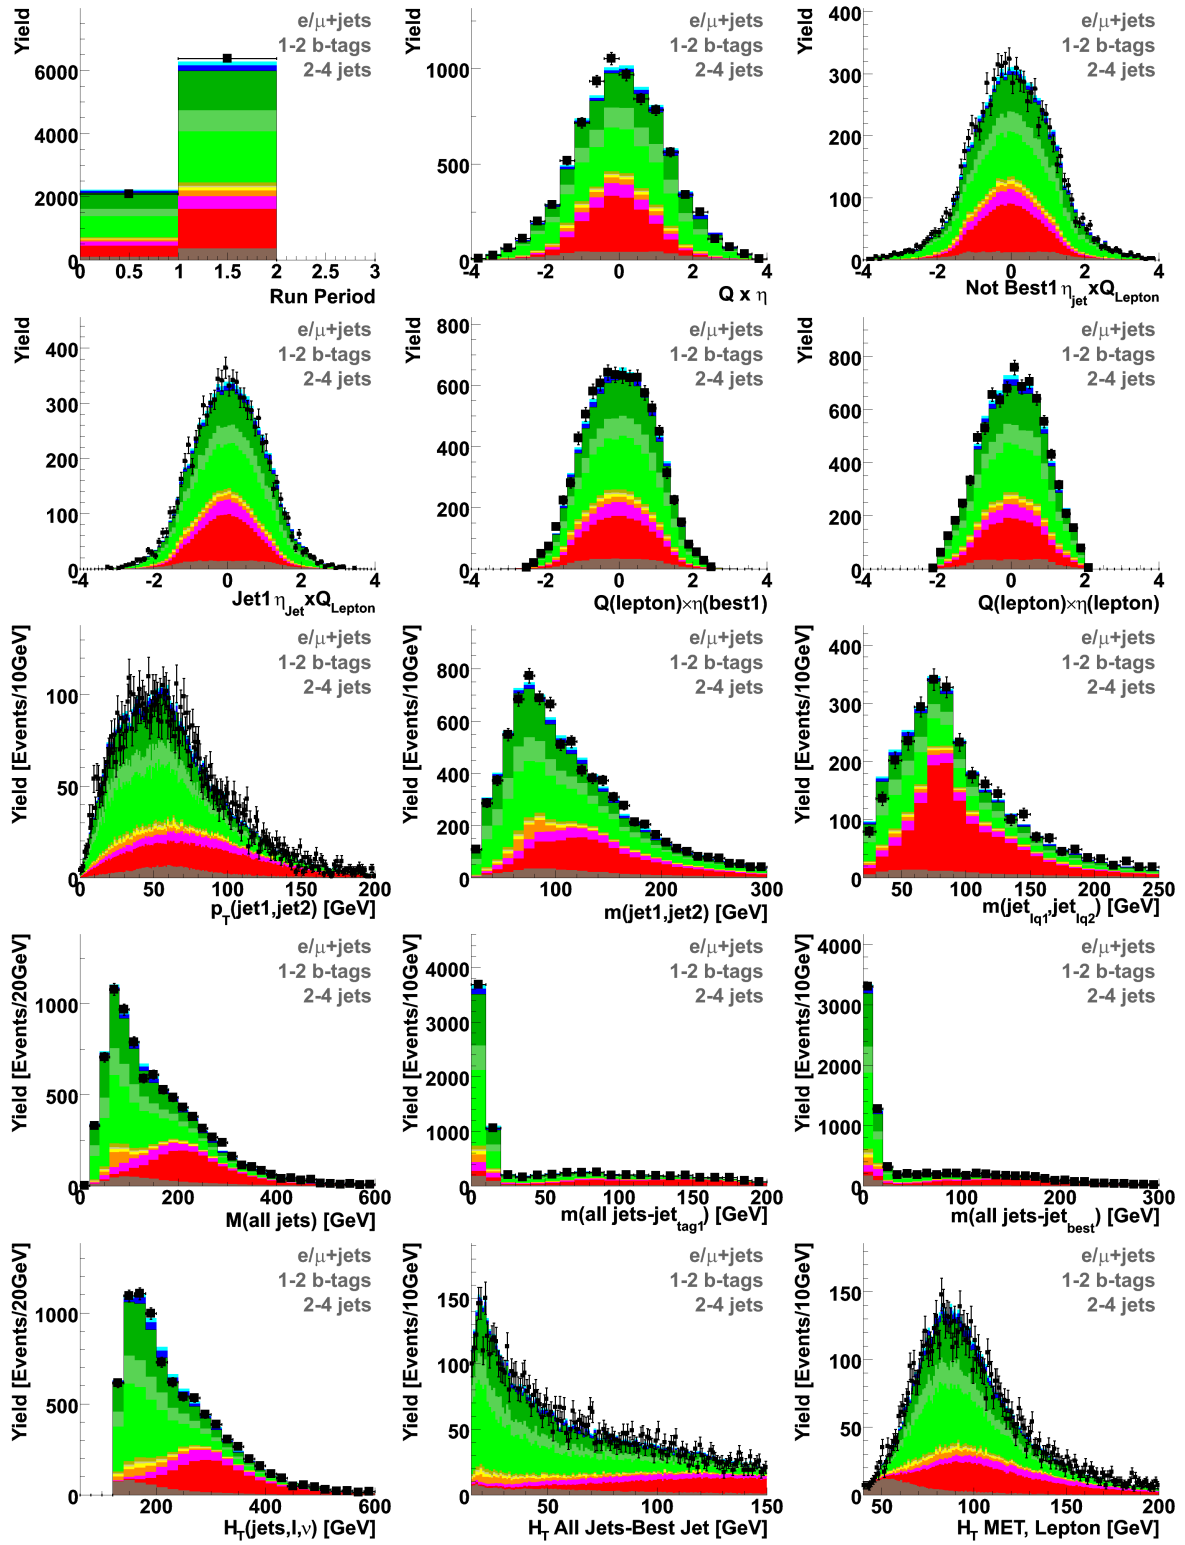 Yield
e/μ+jets
1-2 b-tags
2-4 jets
6000
4000
2000
0
0 0.5 1 1.5 2 2.5 3
Run Period
Yield
e/μ+jets
1-2 b-tags
2-4 jets
1000
500
0
-4 -2 0 2 4
Q x η
Yield
e/μ+jets
1-2 b-tags
2-4 jets
400
300
200
100
0
-4 -2 0 2 4
Not Best1 ηjet xQLepton
Yield
e/μ+jets
1-2 b-tags
2-4 jets
400
300
200
100
0
-4 -2 0 2 4
Jet1 ηJet xQLepton
Yield
e/μ+jets
1-2 b-tags
2-4 jets
800
600
400
200
0
-4 -2 0 2 4
Q(lepton)×η(best1)
Yield
e/μ+jets
1-2 b-tags
2-4 jets
800
600
400
200
0
-4 -2 0 2 4
Q(lepton)×η(lepton)
Yield [Events/10GeV]
e/μ+jets
1-2 b-tags
2-4 jets
100
50
0
0 50 100 150 200
pT(jet1,jet2) [GeV]
Yield [Events/10GeV]
e/μ+jets
1-2 b-tags
2-4 jets
800
600
400
200
0
100 200 300
m(jet1,jet2) [GeV]
Yield [Events/10GeV]
e/μ+jets
1-2 b-tags
2-4 jets
400
300
200
100
0
50 100 150 200 250
m(jetlq1,jetlq2) [GeV]
Yield [Events/20GeV]
e/μ+jets
1-2 b-tags
2-4 jets
1000
500
0
0 200 400 600
M(all jets) [GeV]
Yield [Events/10GeV]
e/μ+jets
1-2 b-tags
2-4 jets
4000
3000
2000
1000
0
50 100 150 200
m(all jets-jettag1) [GeV]
Yield [Events/10GeV]
e/μ+jets
1-2 b-tags
2-4 jets
4000
3000
2000
1000
0
0 100 200 300
m(all jets-jetbest) [GeV]
Yield [Events/20GeV]
e/μ+jets
1-2 b-tags
2-4 jets
1000
500
0
200 400 600
HT(jets,l,ν) [GeV]
Yield [Events/10GeV]
e/μ+jets
1-2 b-tags
2-4 jets
150
100
50
0
50 100 150
HT All Jets-Best Jet [GeV]
Yield [Events/10GeV]
e/μ+jets
1-2 b-tags
2-4 jets
150
100
50
0
50 100 150 200
HT MET, Lepton [GeV]